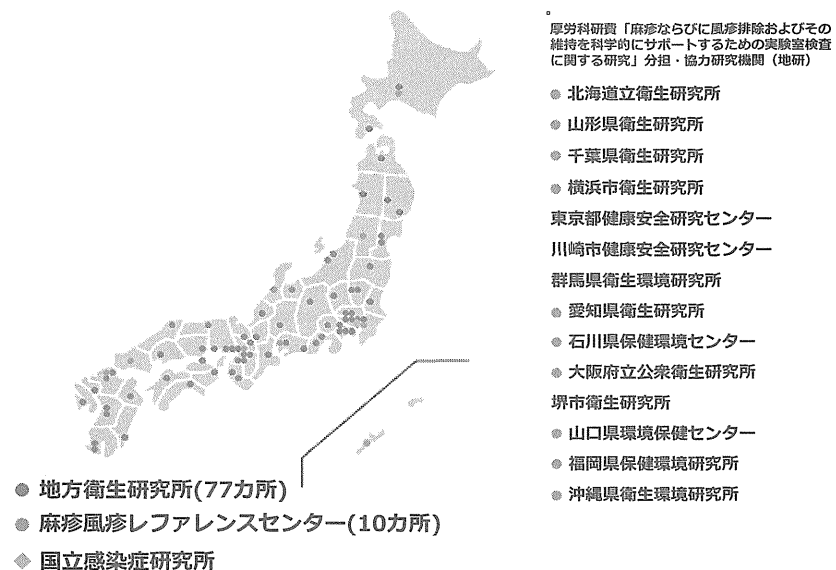 厚労科研費「麻疹ならびに風疹排除およびその
維持を科学的にサポートするための実験室検査
に関する研究」分担・協力研究機関（地研）
北海道立衛生研究所
山形県衛生研究所
千葉県衛生研究所
横浜市衛生研究所
東京都健康安全研究センター
川崎市健康安全研究センター
群馬県衛生環境研究所
愛知県衛生研究所
石川県保健環境センター
大阪府立公衆衛生研究所
堺市衛生研究所
山口県環境保健センター
福岡県保健環境研究所
沖縄県衛生環境研究所
地方衛生研究所(77カ所)
麻疹風疹レファレンスセンター(10カ所)
国立感染症研究所